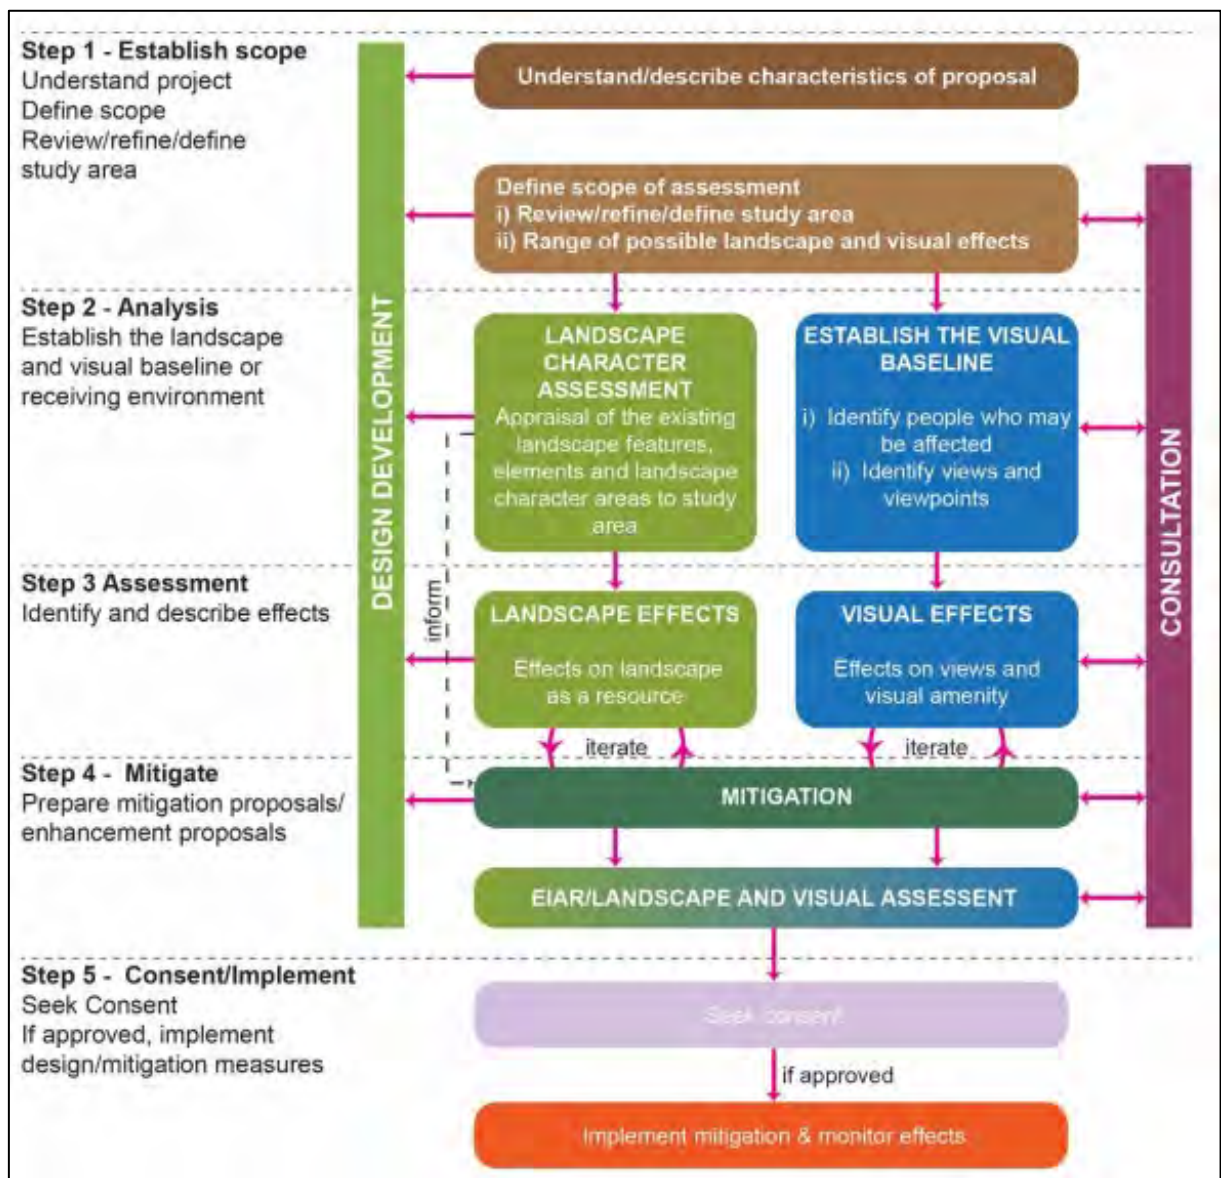 Step 1 - Establish scope
Understand project
Define scope
Review/refine/define
study area
Understand/describe characteristics of proposal
Define scope of assessment
i) Review/refine/define study area
ii) Range of possible landscape and visual effects
DESIGN DEVELOPMENT
CONSULTATION
Step 2 - Analysis
Establish the landscape
and visual baseline or
receiving environment
LANDSCAPE
CHARACTER
ASSESSMENT
Appraisal of the existing
landscape features,
elements and landscape
character areas to study
area
ESTABLISH THE VISUAL
BASELINE
i) Identify people who may
be affected
ii) Identify views and
viewpoints
Step 3 Assessment
Identify and describe effects
inform
LANDSCAPE EFFECTS
Effects on landscape
as a resource
VISUAL EFFECTS
Effects on views and
visual amenity
iterate
iterate
Step 4 - Mitigate
Prepare mitigation proposals/
enhancement proposals
MITIGATION
EIAR/LANDSCAPE AND VISUAL ASSESSENT
Step 5 - Consent/Implement
Seek Consent
If approved, implement
design/mitigation measures
Seek consent
if approved
Implement mitigation & monitor effects